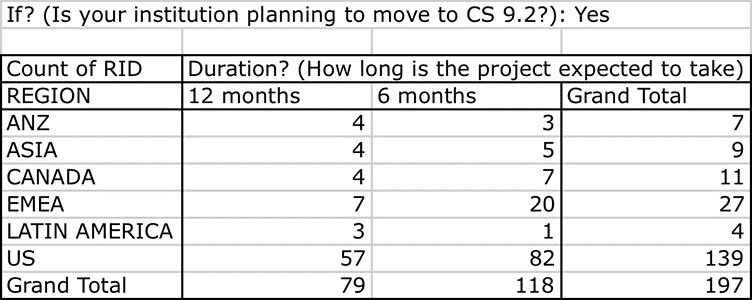 If? (Is your institution planning to move to CS 9.2?): Yes
Count of RID Duration? (How long is the project expected to take)
REGION 12 months 6 months Grand Total
ANZ 4 3 7
ASIA 4 5 9
CANADA 4 7 11
EMEA 7 20 27
LATIN AMERICA 3 1 4
US 57 82 139
Grand Total 79 118 197